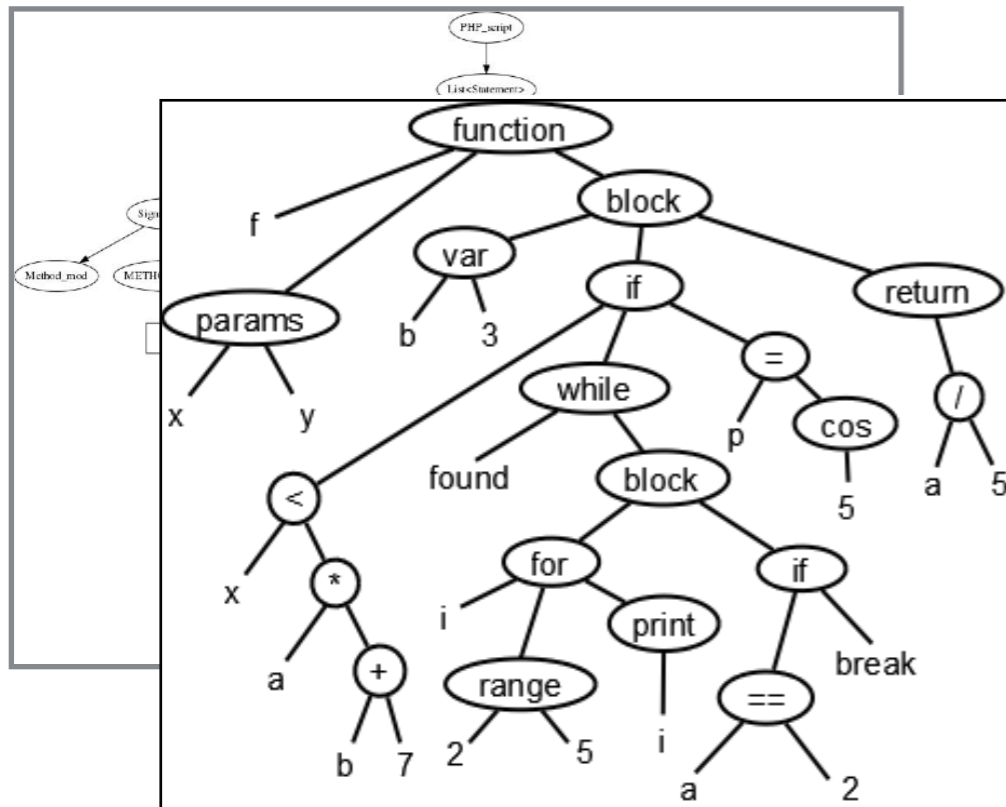 PHP_script
List<Statement>
function
block
f
var
if
return
Method_mod
params
b 3
=
while
/
x y
p
cos
found
block
a 5
<
5
x
*
for
if
i
print
a
+
range
break
==
b 7
2 5
i
a 2